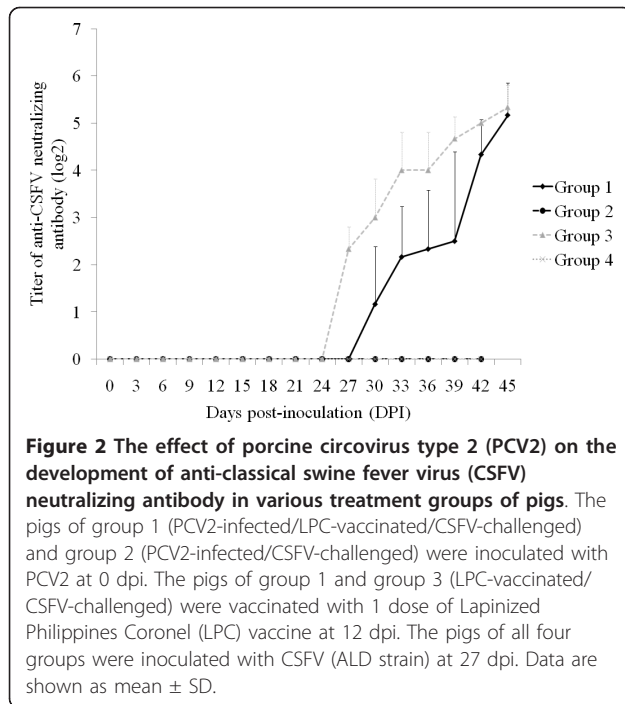 7
6
5
4
3
2
1
0
Titer of anti-CSFV neutralizing
antibody (log2)
Group 1
Group 2
Group 3
Group 4
0 3 6 9 12 15 18 21 24 27 30 33 36 39 42 45
Days post-inoculation (DPI)
Figure 2 The effect of porcine circovirus type 2 (PCV2) on the
development of anti-classical swine fever virus (CSFV)
neutralizing antibody in various treatment groups of pigs. The
pigs of group 1 (PCV2-infected/LPC-vaccinated/CSFV-challenged)
and group 2 (PCV2-infected/CSFV-challenged) were inoculated with
PCV2 at 0 dpi. The pigs of group 1 and group 3 (LPC-vaccinated/
CSFV-challenged) were vaccinated with 1 dose of Lapinized
Philippines Coronel (LPC) vaccine at 12 dpi. The pigs of all four
groups were inoculated with CSFV (ALD strain) at 27 dpi. Data are
shown as mean ± SD.